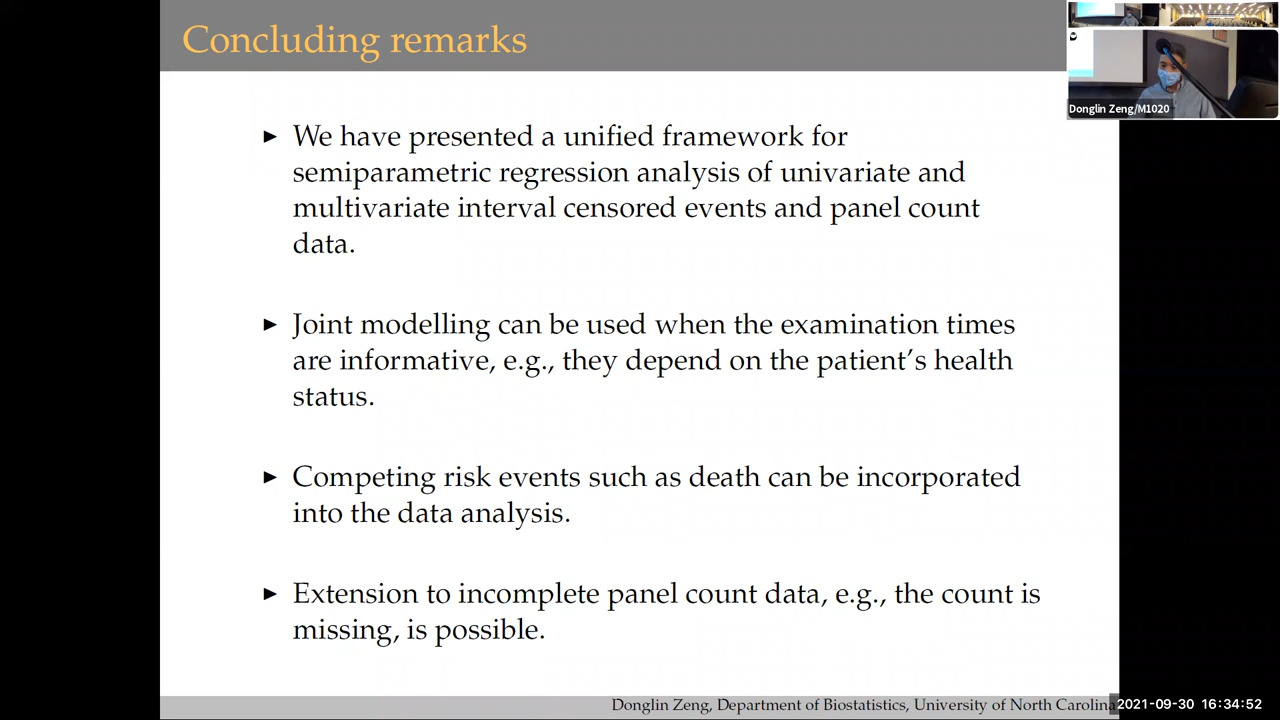 Concluding remarks
Donglin Zeng/M1020
► We have presented a unified framework for
semiparametric regression analysis of univariate and
multivariate interval censored events and panel count
data.
► Joint modelling can be used when the examination times
are informative, e.g., they depend on the patient's health
status.
► Competing risk events such as death can be incorporated
into the data analysis.
► Extension to incomplete panel count data, e.g., the count is
missing, is possible.
Donglin Zeng, Department of Biostatistics, University of North Carolina
2021-09-30 16:34:52